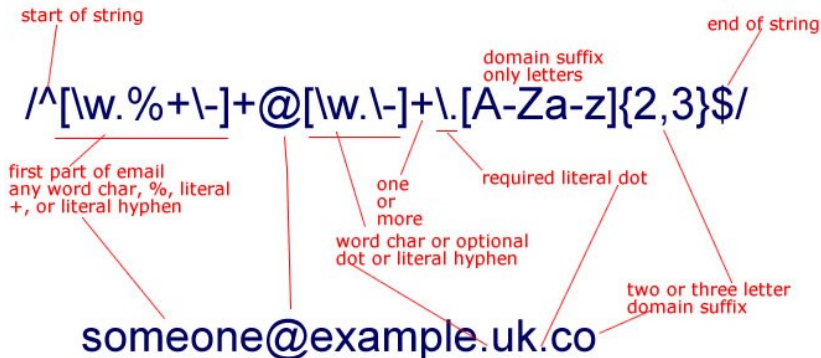 start of string
end of string
domain suffix
only letters
/^[\w.%+\-]+@[\w.\-]+\.[A-Za-z]{2,3}$/
first part of email
any word char, %, literal
+, or literal hyphen
one
or
more
required literal dot
word char or optional
dot or literal hyphen
two or three letter
domain suffix
someone@example.uk.co